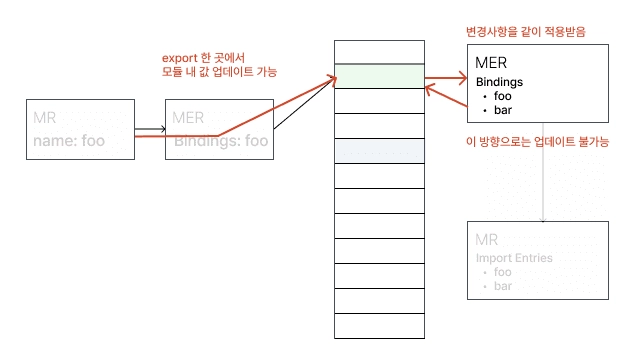 변경사항을 같이 적용받음
export 한 곳에서
모듈 내 값 업데이트 가능
MER
Bindings
• foo
• bar
MR
name: foo
MER
Bindings: foo
이 방향으로는 업데이트 불가능
MR
Import Entries
• foo
• bar